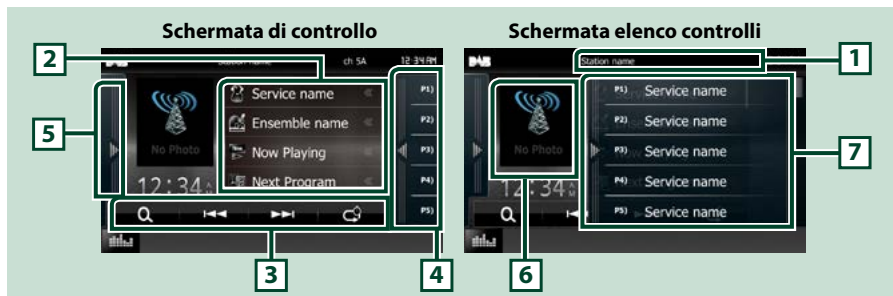 Schermata di controllo
Schermata elenco controlli
2
DAB
Station name
ch 5A
12:34 PM
Service name
Ensemble name
Now Playing
Next Program
No Photo
12:34
P1)
P2)
P3)
P4)
P5)
5
3
4
DAB
Station name
1
No Photo
12:34
P1) Service name
P2) Service name
P3) Service name
P4) Service name
P5) Service name
6
7